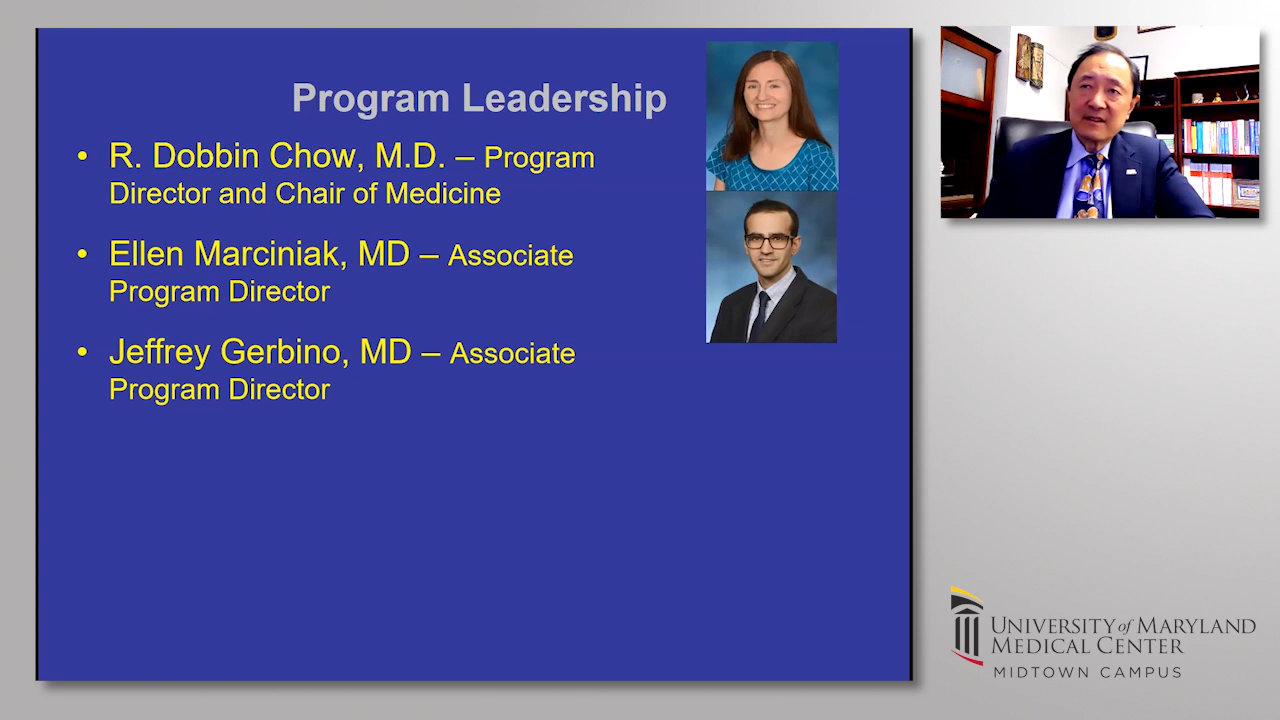 Program Leadership
• R. Dobbin Chow, M.D. – Program
Director and Chair of Medicine
• Ellen Marciniak, MD – Associate
Program Director
• Jeffrey Gerbino, MD – Associate
Program Director
UNIVERSITY of MARYLAND
MEDICAL CENTER
MIDTOWN CAMPUS